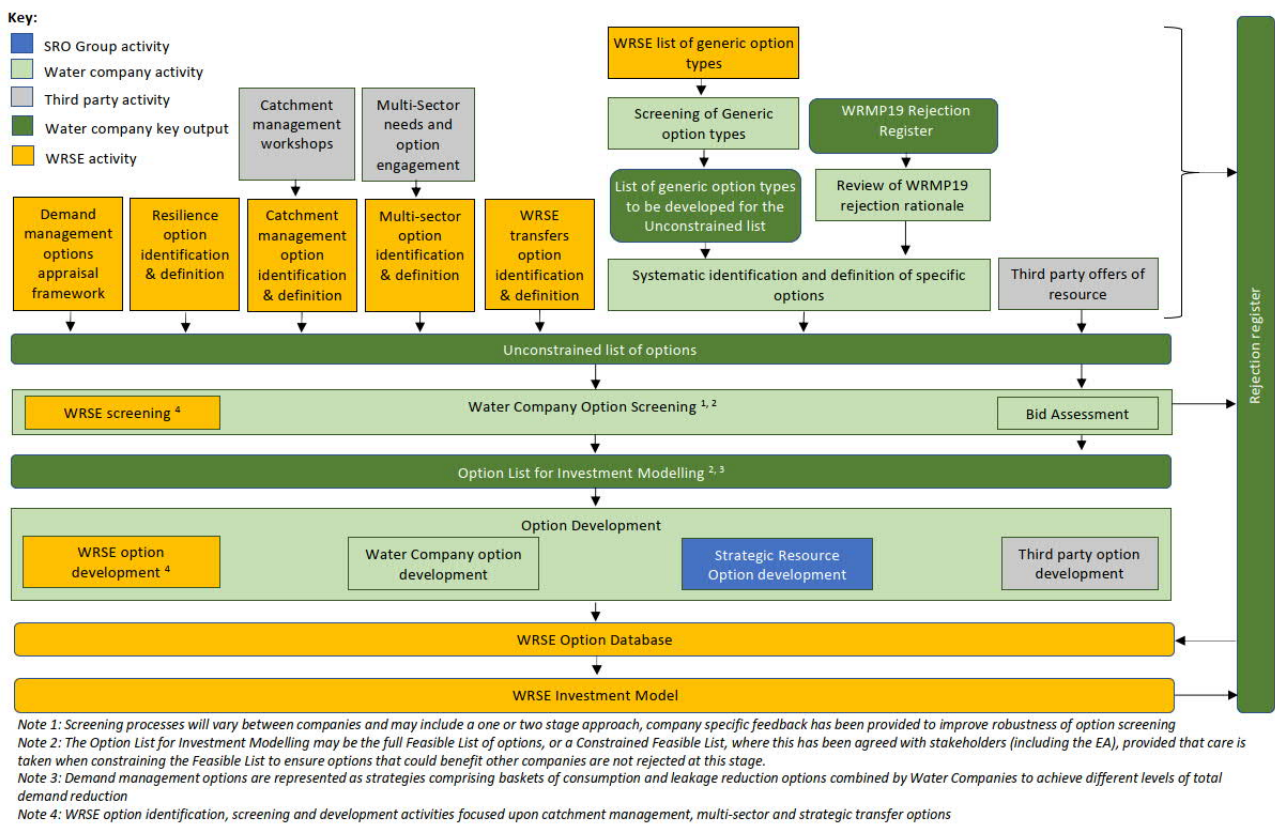 Key:
SRO Group activity
Water company activity
Third party activity
Water company key output
WRSE activity
Catchment
management
workshops
Multi-Sector
needs and
option
engagement
WRSE list of generic option
types
Screening of Generic
option types
WRMP19 Rejection
Register
List of generic option types
to be developed for the
Unconstrained list
Review of WRMP19
rejection rationale
Demand
management
options
appraisal
framework
Resilience
option
identification
& definition
Catchment
management
option
identification
& definition
Multi-sector
option
identification
& definition
WRSE
transfers
option
identification
& definition
Systematic identification and definition of specific
options
Third party offers of
resource
Rejection register
Unconstrained list of options
WRSE screening 4
Water Company Option Screening 1, 2
Bid Assessment
Option List for Investment Modelling 2, 3
Option Development
WRSE option
development 4
Water Company option
development
Strategic Resource
Option development
Third party option
development
WRSE Option Database
WRSE Investment Model
Note 1: Screening processes will vary between companies and may include a one or two stage approach, company specific feedback has been provided to improve robustness of option screening
Note 2: The Option List for Investment Modelling may be the full Feasible List of options, or a Constrained Feasible List, where this has been agreed with stakeholders (including the EA), provided that care is
taken when constraining the Feasible List to ensure options that could benefit other companies are not rejected at this stage.
Note 3: Demand management options are represented as strategies comprising baskets of consumption and leakage reduction options combined by Water Companies to achieve different levels of total
demand reduction
Note 4: WRSE option identification, screening and development activities focused upon catchment management, multi-sector and strategic transfer options